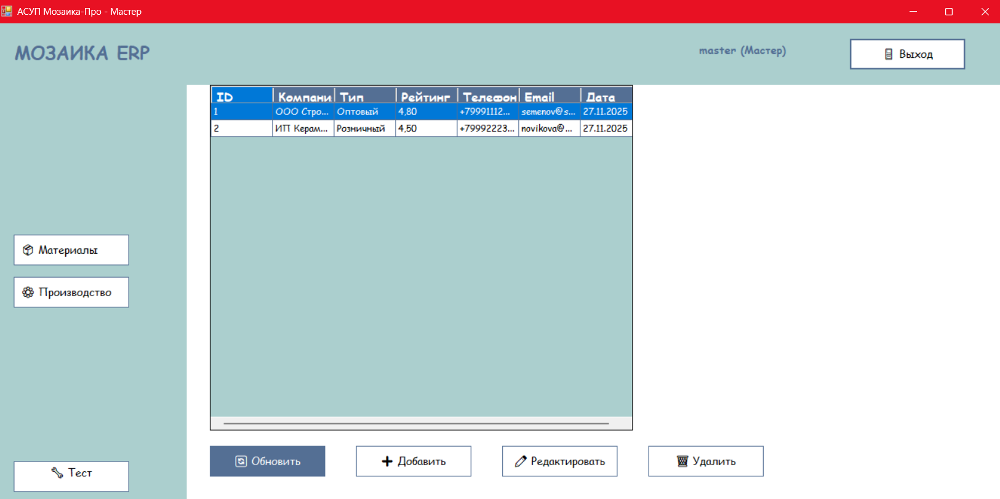 АСУП Мозаика-Про - Мастер
МОЗАИКА ERP
master (Мастер)
Выход
ID Компани Тип Рейтинг Телефон Email Дата
1 ООО Стро... Оптовый 4,80 +79991112... semenov@s... 27.11.2025
2 ИП Керам... Розничный 4,50 +79992223... novikova@... 27.11.2025
Материалы
Производство
Тест
Обновить
Добавить
Редактировать
Удалить